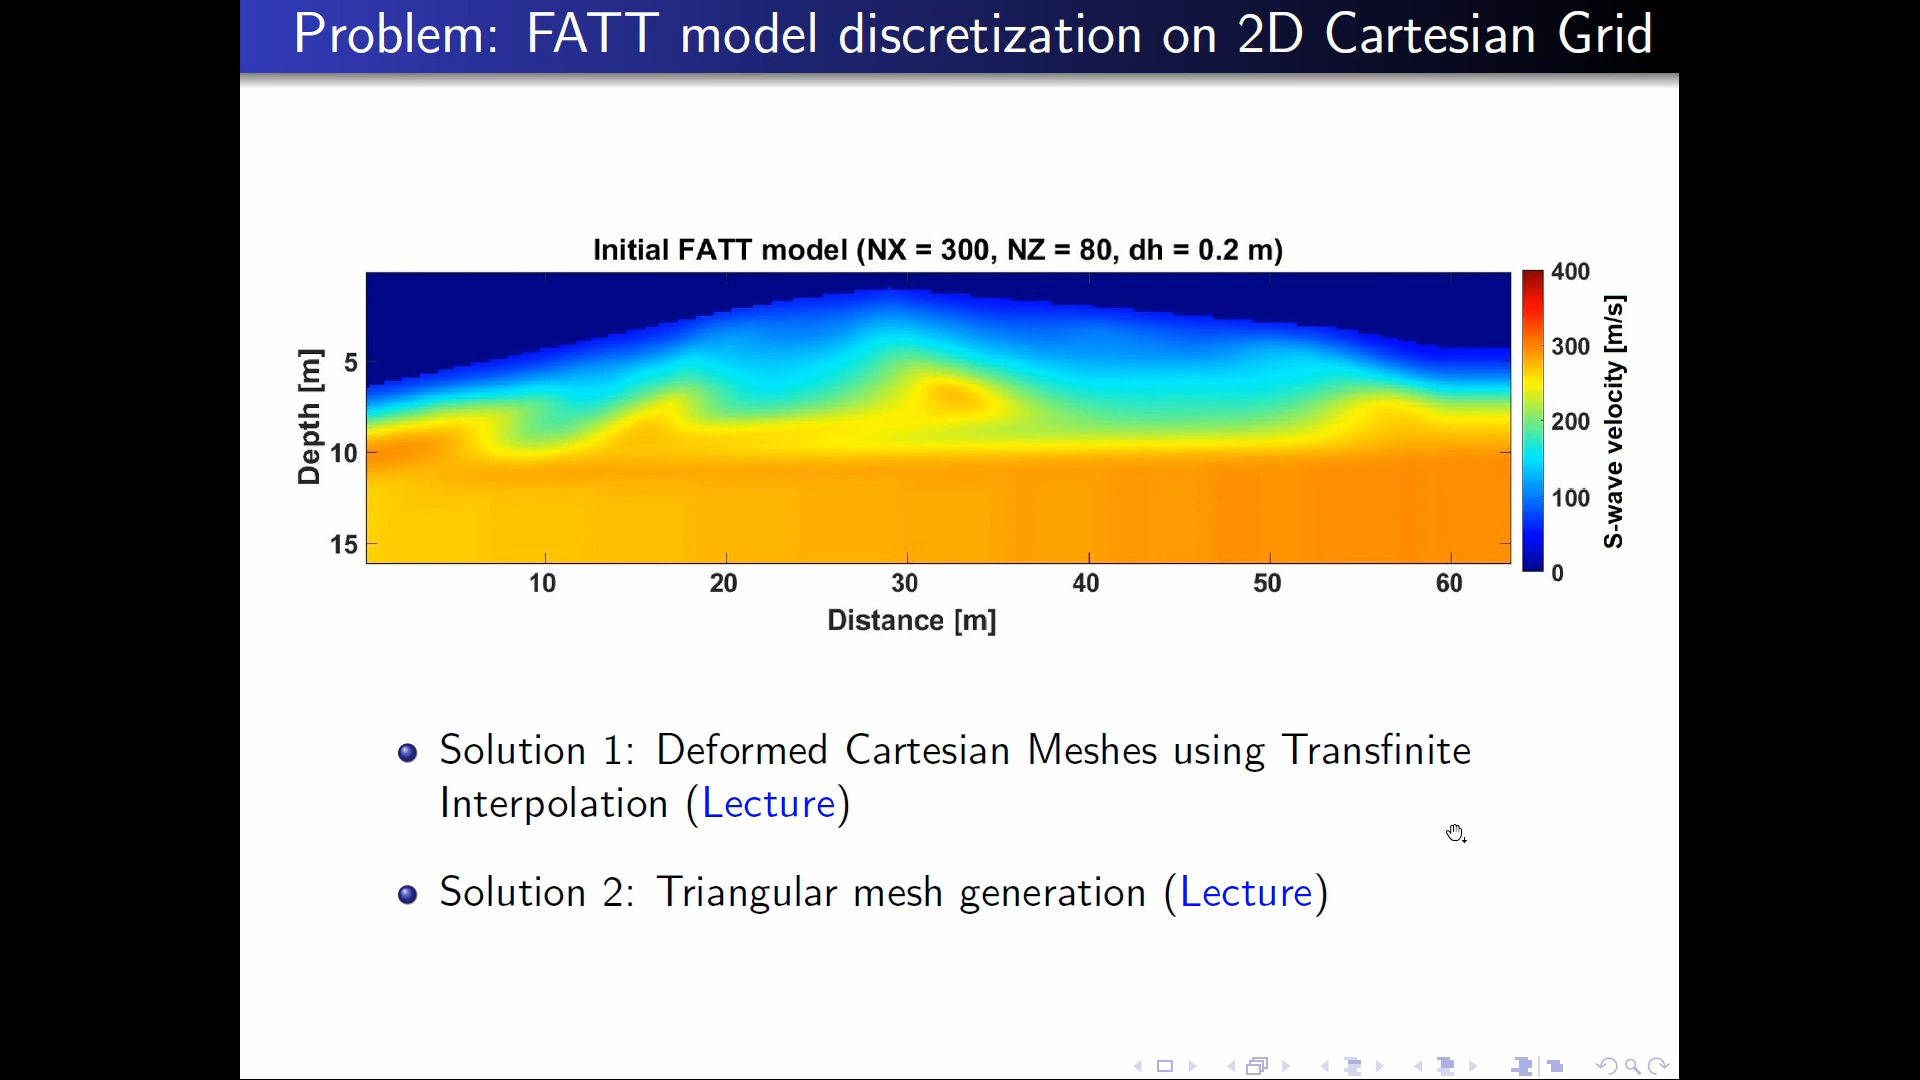 Problem: FATT model discretization on 2D Cartesian Grid
Initial FATT model (NX = 300, NZ = 80, dh = 0.2 m)
Depth [m]
5
10
15
10 20 30 40 50 60
Distance [m]
400
300
200
100
0
S-wave velocity [m/s]
Solution 1: Deformed Cartesian Meshes using Transfinite
Interpolation (Lecture)
Solution 2: Triangular mesh generation (Lecture)